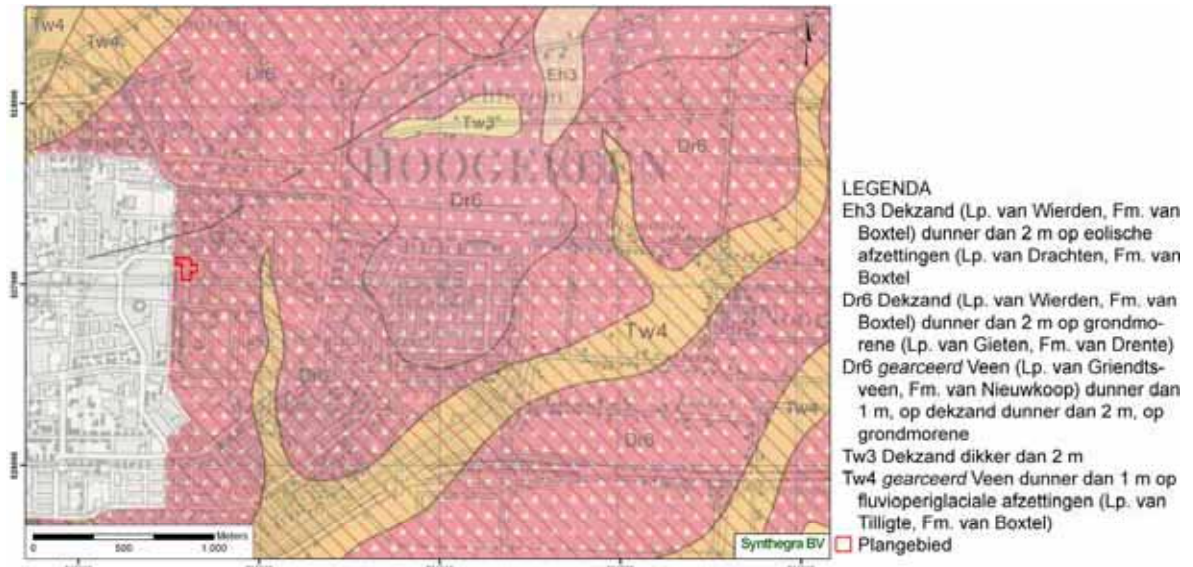 Tw4
Tw4
Dr6
Eh3
"Tw3"
Dr6
HOOGEVEEN
Dr6
Tw4
Tw4
Dr6
Meters
0 500 1.000
Synthegra BV
LEGENDA
Eh3 Dekzand (Lp. van Wierden, Fm. van
Boxtel) dunner dan 2 m op eolische
afzettingen (Lp. van Drachten, Fm. van
Boxtel
Dr6 Dekzand (Lp. van Wierden, Fm. van
Boxtel) dunner dan 2 m op grondmo-
rene (Lp. van Gieten, Fm. van Drente)
Dr6 gearceerd Veen (Lp. van Griendts-
veen, Fm. van Nieuwkoop) dunner dan
1 m, op dekzand dunner dan 2 m, op
grondmorene
Tw3 Dekzand dikker dan 2 m
Tw4 gearceerd Veen dunner dan 1 m op
fluvioperiglaciale afzettingen (Lp. van
Tilligte, Fm. van Boxtel)
Plangebied